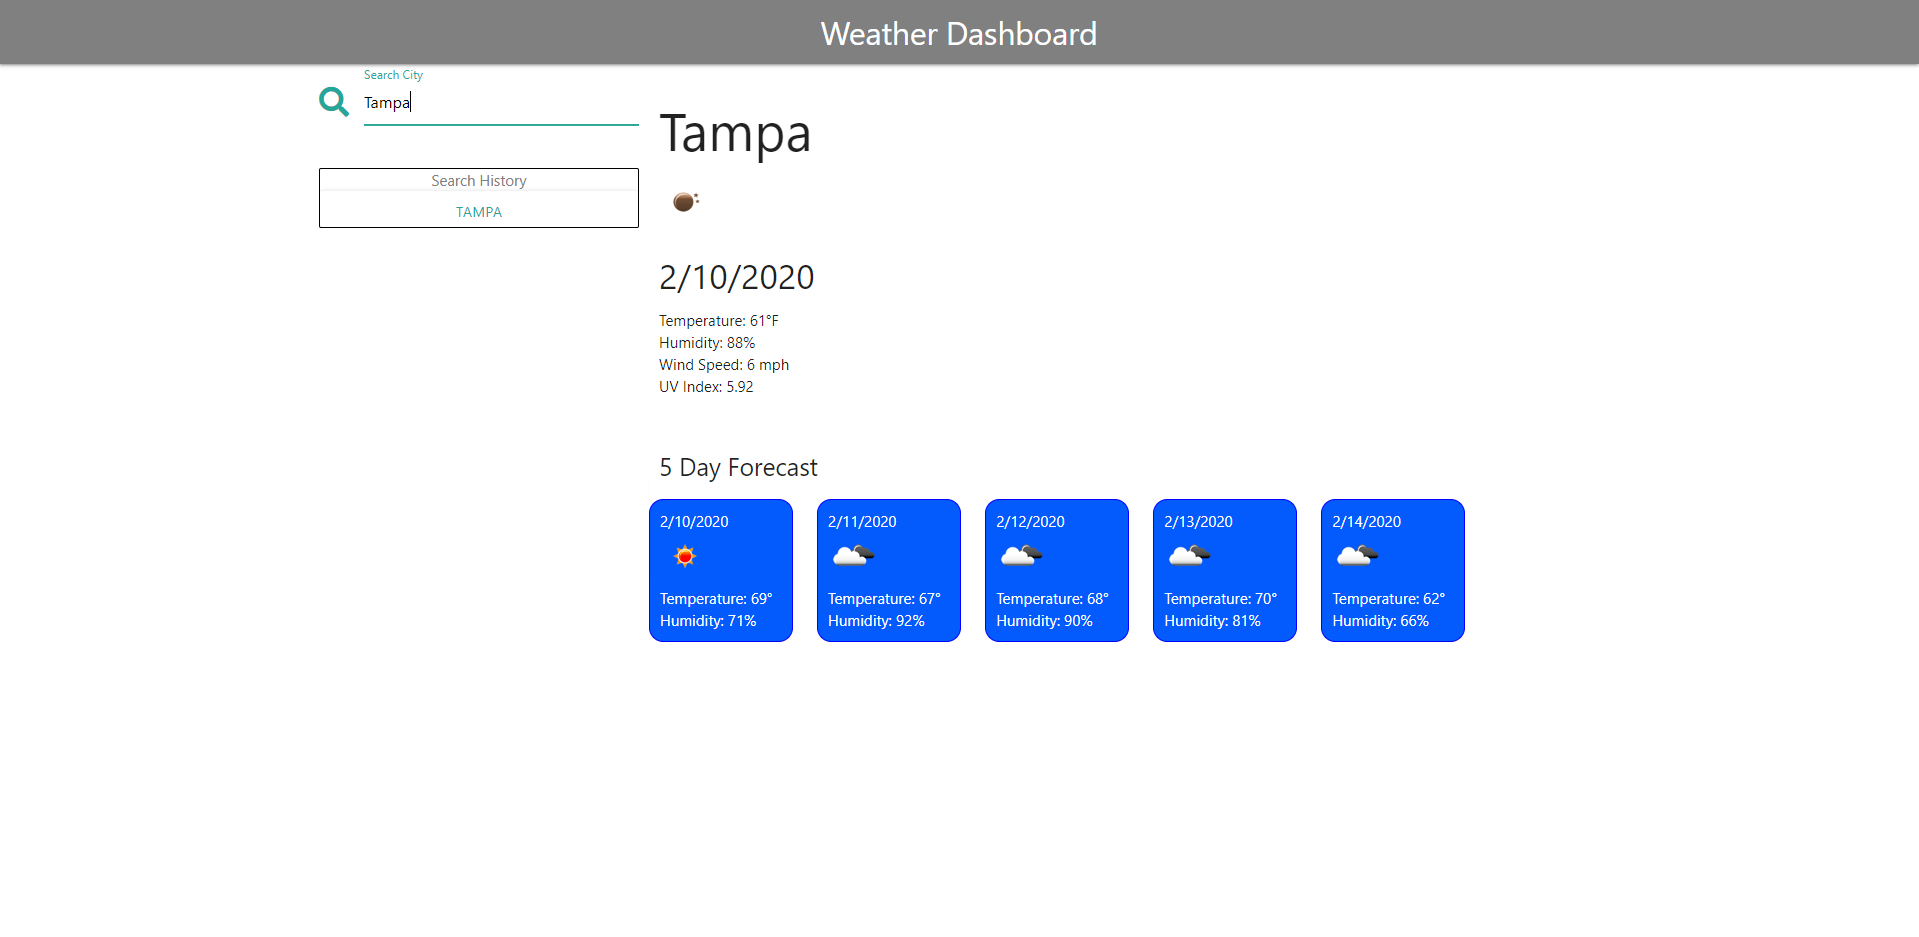 Weather Dashboard
Search City
Tampa
Search History
TAMPA
Tampa
2/10/2020
Temperature: 61°F
Humidity: 88%
Wind Speed: 6 mph
UV Index: 5.92
5 Day Forecast
2/10/2020
Temperature: 69°
Humidity: 71%
2/11/2020
Temperature: 67°
Humidity: 92%
2/12/2020
Temperature: 68°
Humidity: 90%
2/13/2020
Temperature: 70°
Humidity: 81%
2/14/2020
Temperature: 62°
Humidity: 66%